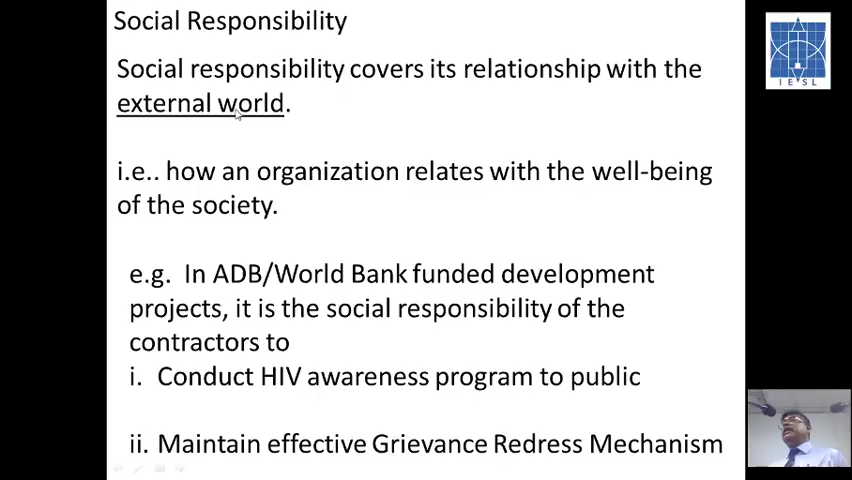 Social Responsibility
Social responsibility covers its relationship with the
external world.
i.e.. how an organization relates with the well-being
of the society.
e.g. In ADB/World Bank funded development
projects, it is the social responsibility of the
contractors to
i. Conduct HIV awareness program to public
ii. Maintain effective Grievance Redress Mechanism
I E S L